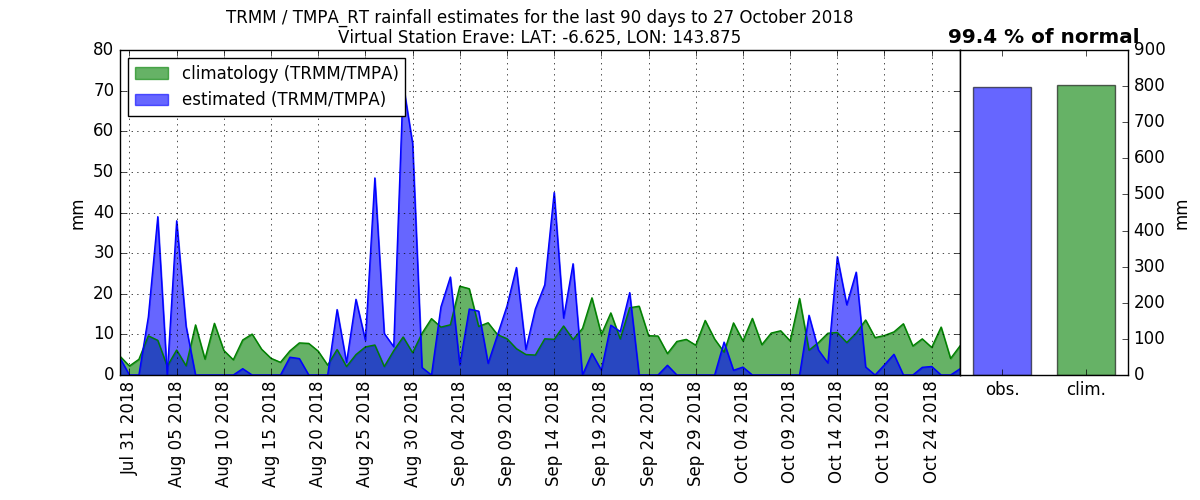 TRMM / TMPA_RT rainfall estimates for the last 90 days to 27 October 2018
Virtual Station Erave: LAT: -6.625, LON: 143.875
99.4 % of normal
climatology (TRMM/TMPA)
estimated (TRMM/TMPA)
mm
80
70
60
50
40
30
20
10
0
Jul 31 2018
Aug 05 2018
Aug 10 2018
Aug 15 2018
Aug 20 2018
Aug 25 2018
Aug 30 2018
Sep 04 2018
Sep 09 2018
Sep 14 2018
Sep 19 2018
Sep 24 2018
Sep 29 2018
Oct 04 2018
Oct 09 2018
Oct 14 2018
Oct 19 2018
Oct 24 2018
obs.
clim.
900
800
700
600
500
400
300
200
100
0
mm